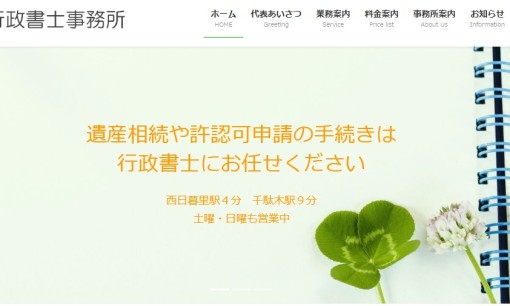 行政書士事務所
ホーム 代表あいさつ 業務案内 料金案内 事務所案内 お知らせ
HOME Greeting Service Price list About Us Information
遺産相続や許認可申請の手続きは
行政書士にお任せください
西日暮里駅4分 千駄木駅9分
土曜・日曜も営業中